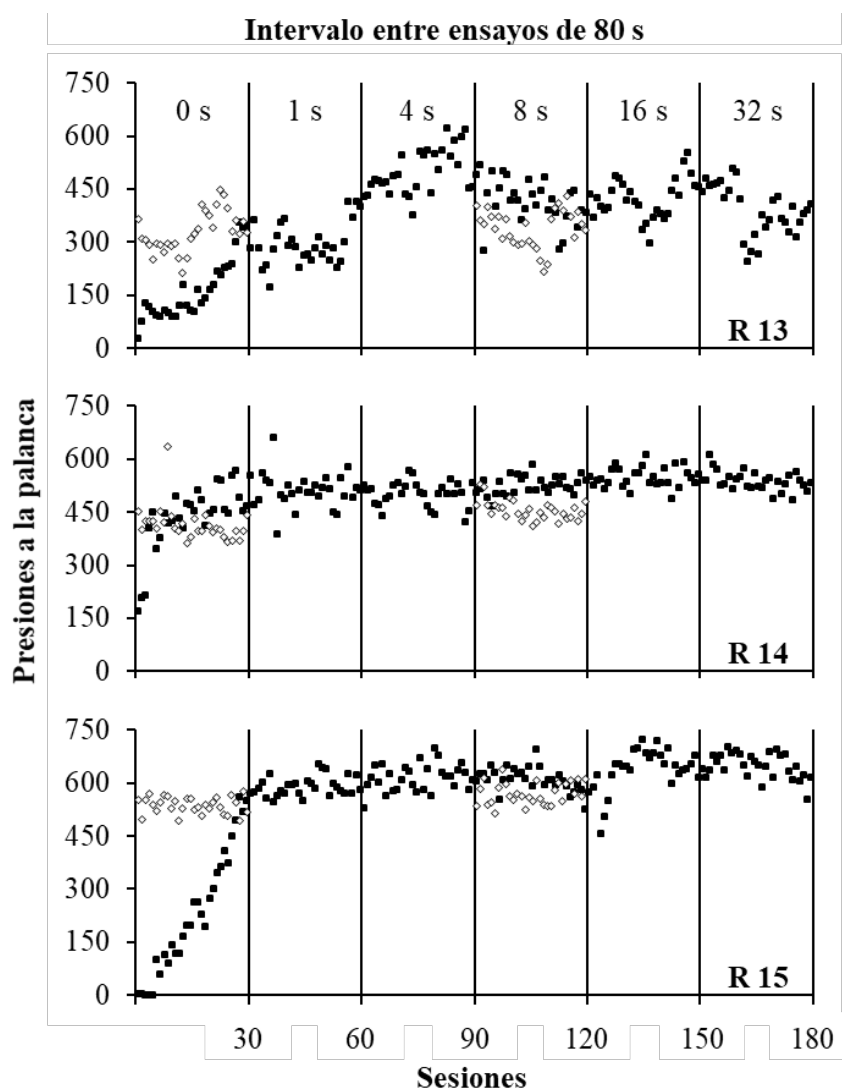 Intervalo entre ensayos de 80 s
750
600
450
300
150
0
0 s
1 s
4 s
8 s
16 s
32 s
R 13
Presiones a la palanca
750
600
450
300
150
0
R 14
750
600
450
300
150
0
R 15
30
60
90
120
150
180
Sesiones